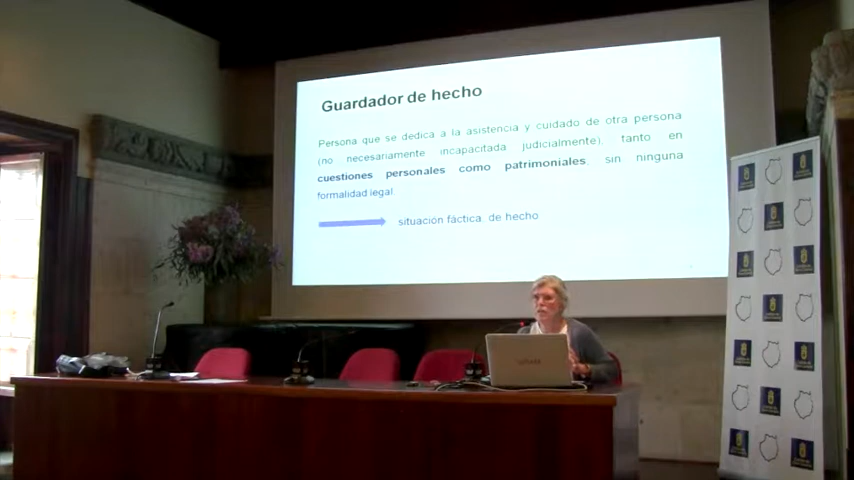 Guardador de hecho
Persona que se dedica a la asistencia y cuidado de otra persona
(no necesariamente incapacitada judicialmente), tanto en
cuestiones personales como patrimoniales, sin ninguna
formalidad legal.
situación fáctica, de hecho